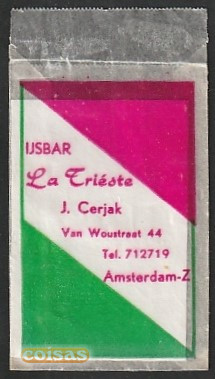 IJSBAR
La Triéste
J. Cerjak
Van Woustraat 44
Tel. 712719
Amsterdam-Z
coisas